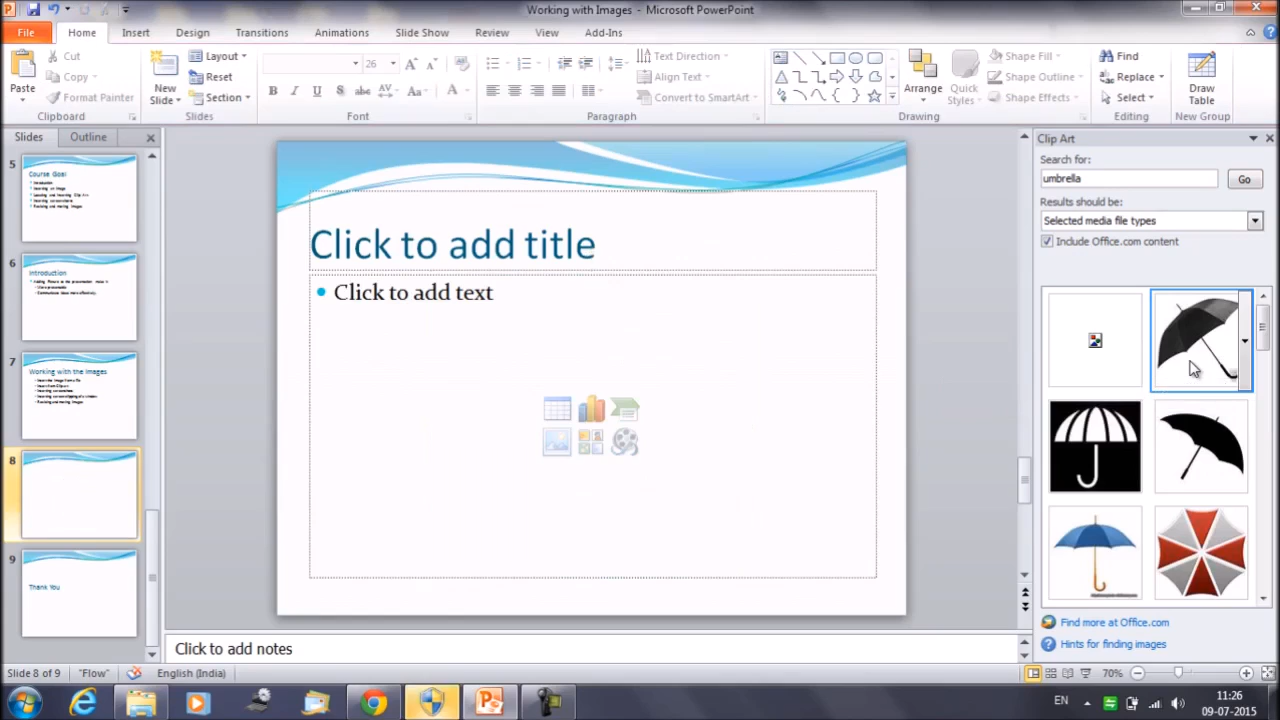 Working with Images - Microsoft PowerPoint
File Home Insert Design Transitions Animations Slide Show Review View Add-Ins
Paste
Cut
Copy
Format Painter
Clipboard
New Slide
Layout
Reset
Section
Slides
26
Font
Text Direction
Align Text
Convert to SmartArt
Paragraph
Arrange
Quick Styles
Shape Fill
Shape Outline
Shape Effects
Drawing
Find
Replace
Select
Editing
Draw Table
New Group
Slides Outline
5
Course Goal
Introduction
6
Introduction
7
Working with the Images
8
9
Thank You
Click to add title
Click to add text
Click to add notes
Clip Art
Search for:
umbrella
Go
Results should be:
Selected media file types
Include Office.com content
Find more at Office.com
Hints for finding images
Slide 8 of 9
"Flow"
English (India)
70%
EN
11:26
09-07-2015